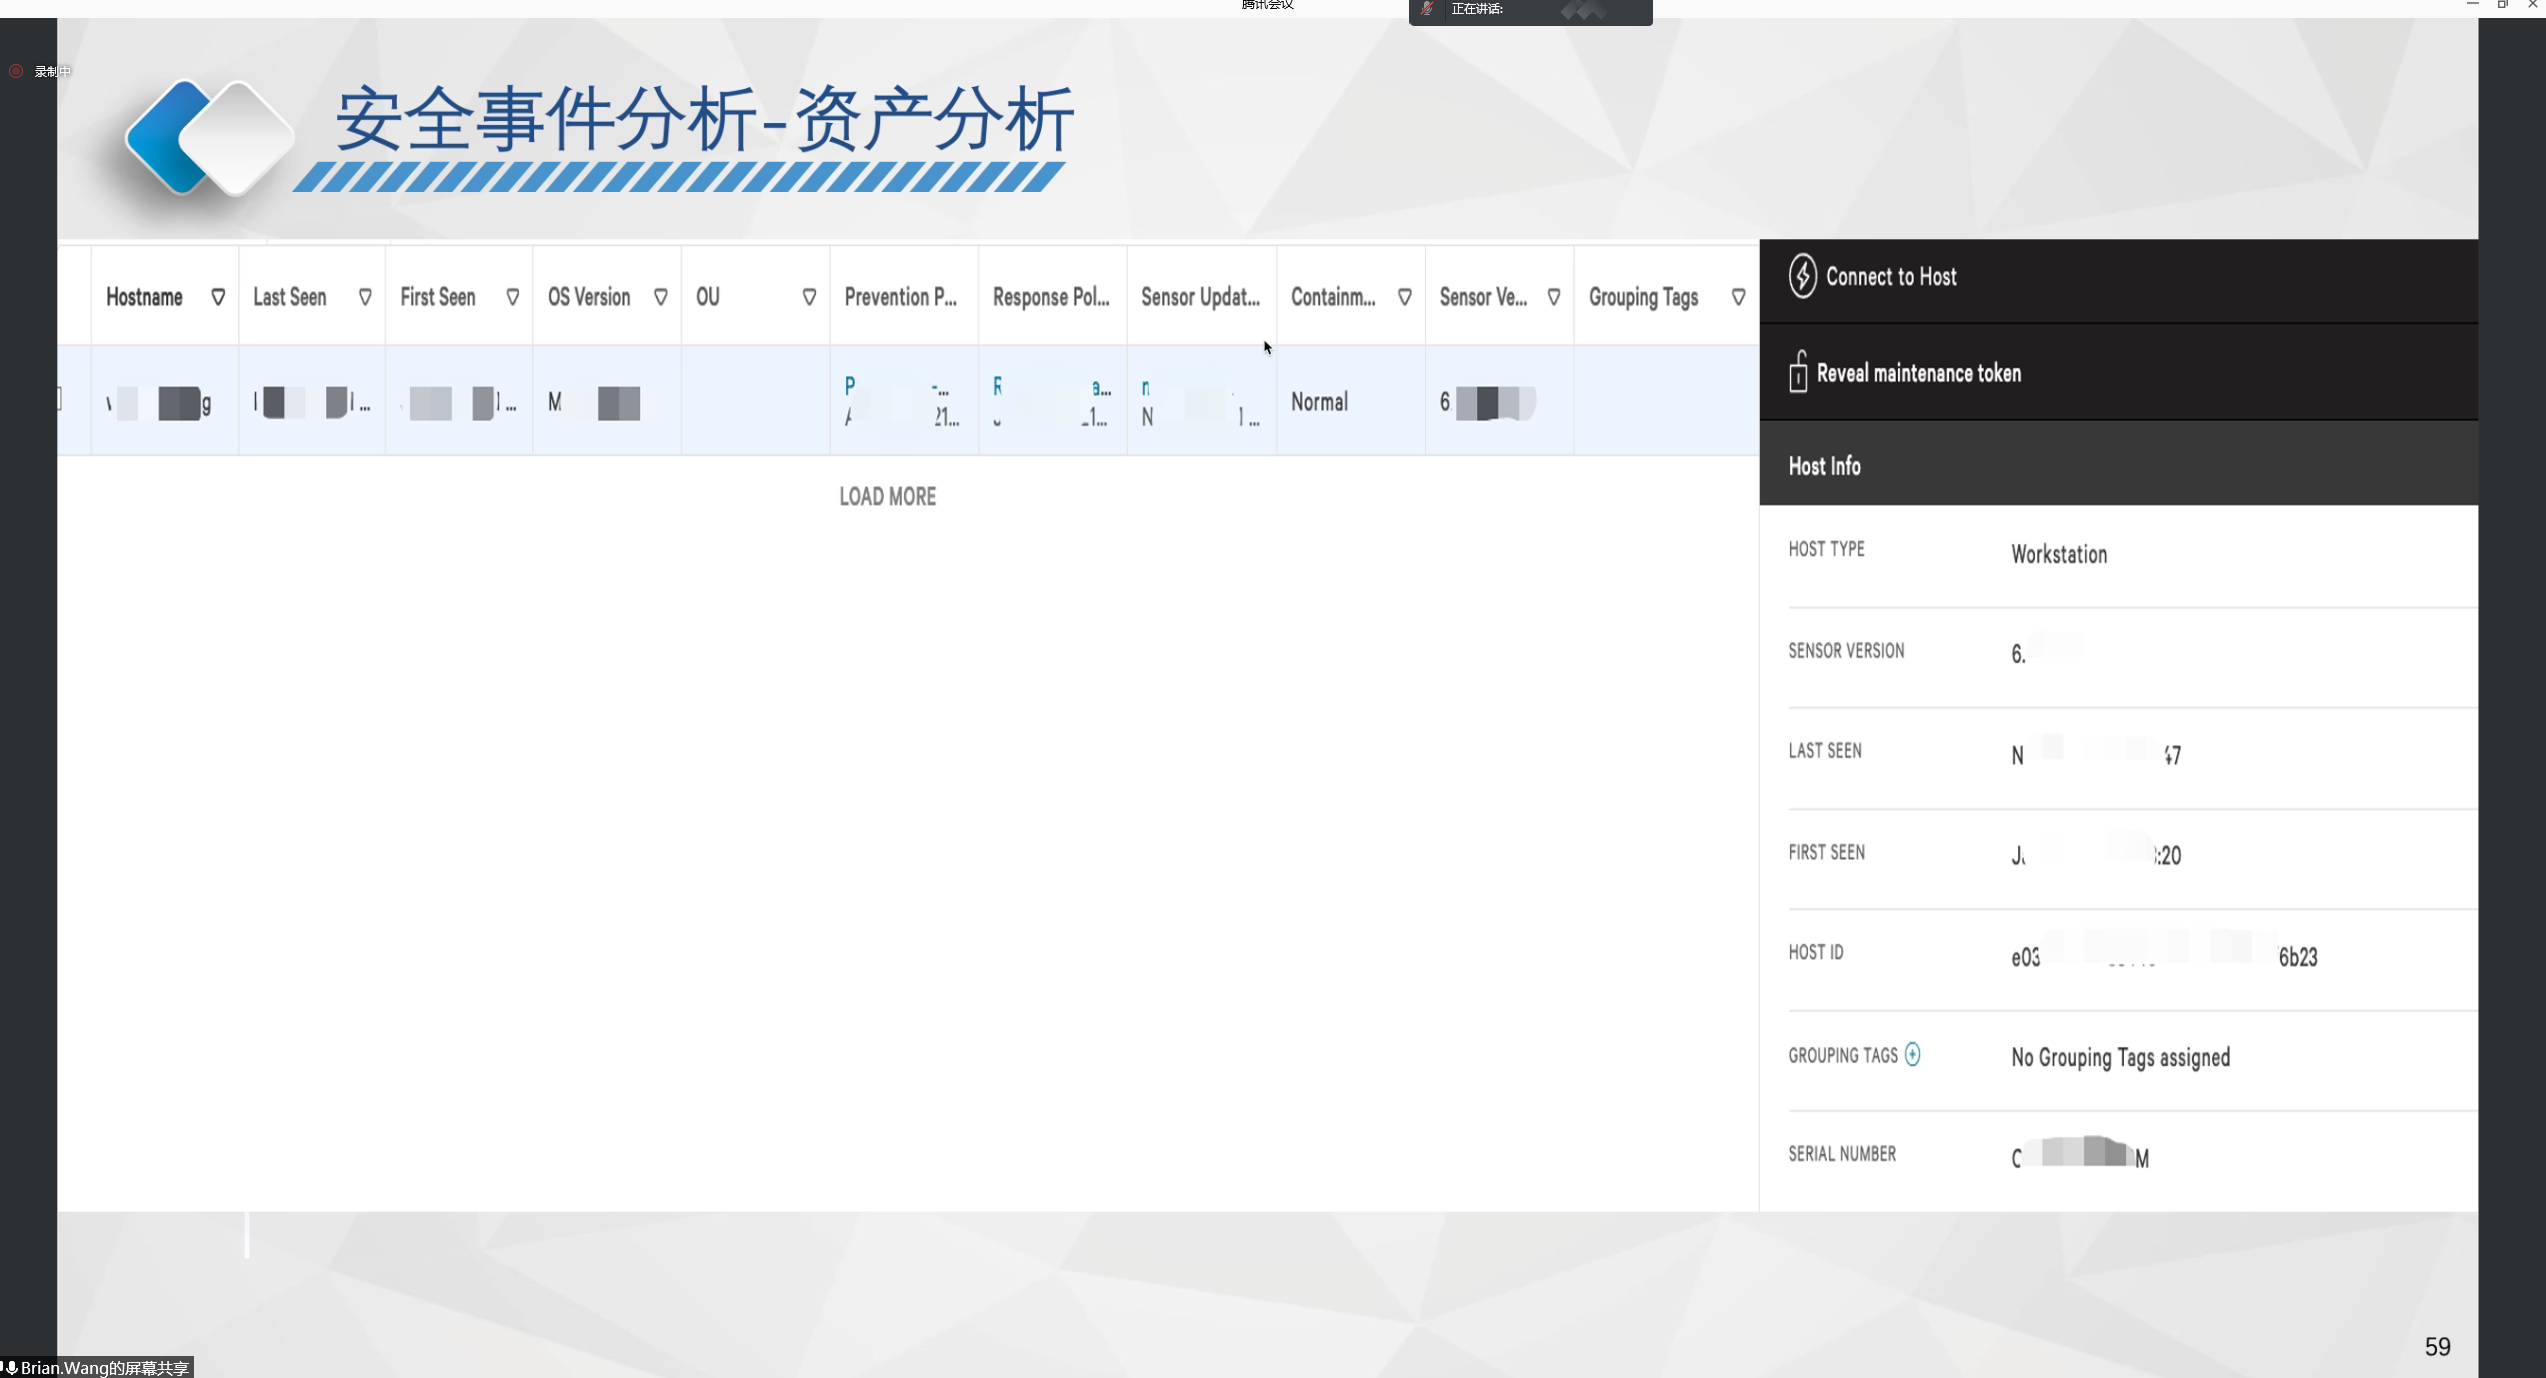 腾讯会议
正在讲话:
录制中
安全事件分析-资产分析
Hostname Last Seen First Seen OS Version OU Prevention P... Response Pol... Sensor Updat... Containm... Sensor Ve... Grouping Tags
Normal
LOAD MORE
Connect to Host
Reveal maintenance token
Host Info
HOST TYPE Workstation
SENSOR VERSION 6.
LAST SEEN
FIRST SEEN :20
HOST ID e03 6b23
GROUPING TAGS No Grouping Tags assigned
SERIAL NUMBER
59
Brian.Wang的屏幕共享